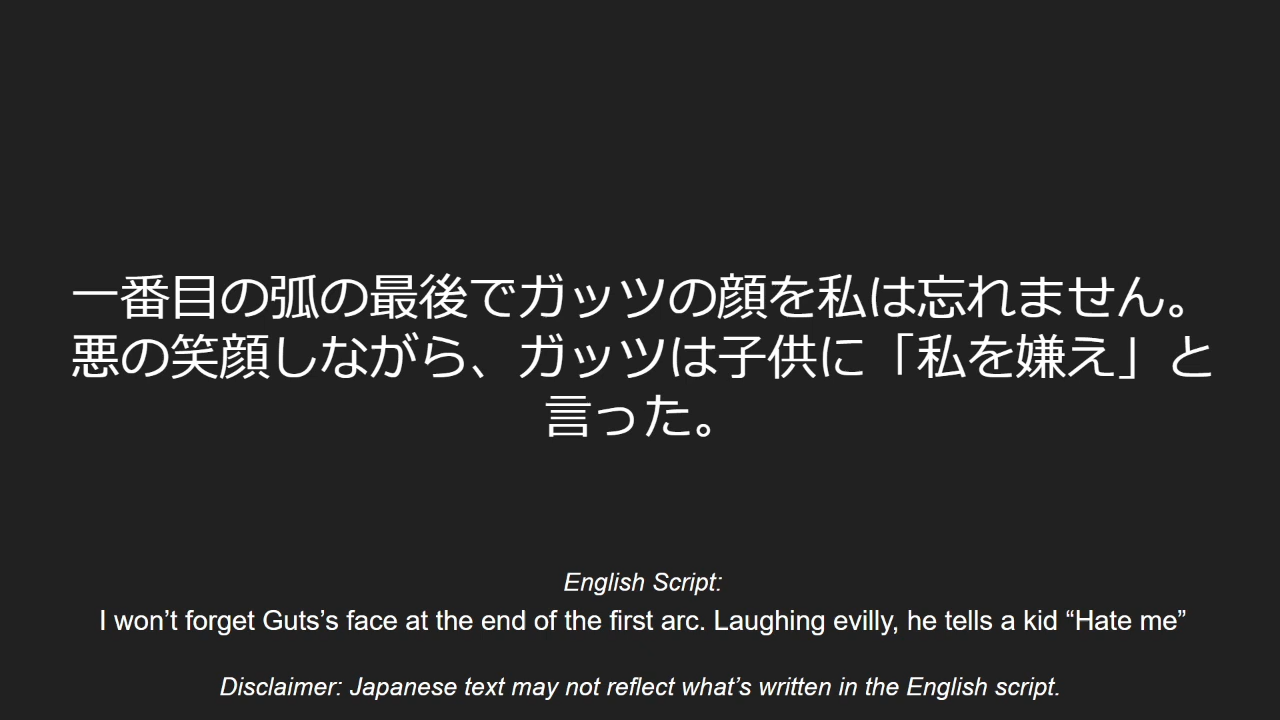 一番目の弧の最後でガッツの顔を私は忘れません。
悪の笑顔しながら、ガッツは子供に「私を嫌え」と
言った。
English Script:
I won’t forget Guts’s face at the end of the first arc. Laughing evilly, he tells a kid “Hate me”
Disclaimer: Japanese text may not reflect what’s written in the English script.